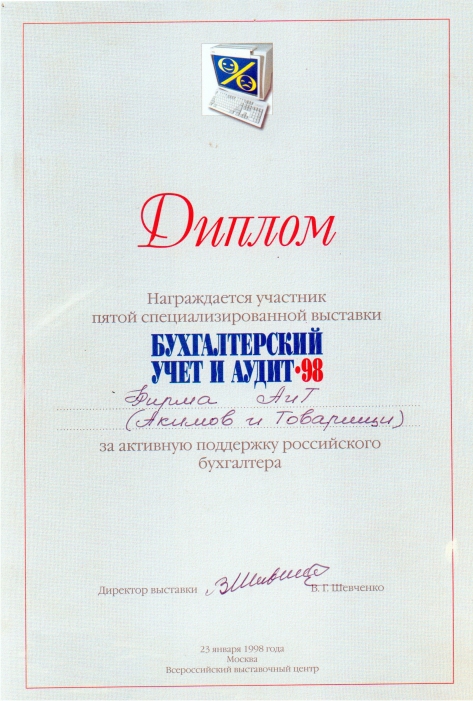 Диплом
Награждается участник
пятой специализированной выставки
БУХГАЛТЕРСКИЙ
УЧЕТ И АУДИТ•98
Фирма АиТ
(Акимов и Товарищи)
за активную поддержку российского
бухгалтера
Директор выставки В. Г. Шевченко
23 января 1998 года
Москва
Всероссийский выставочный центр